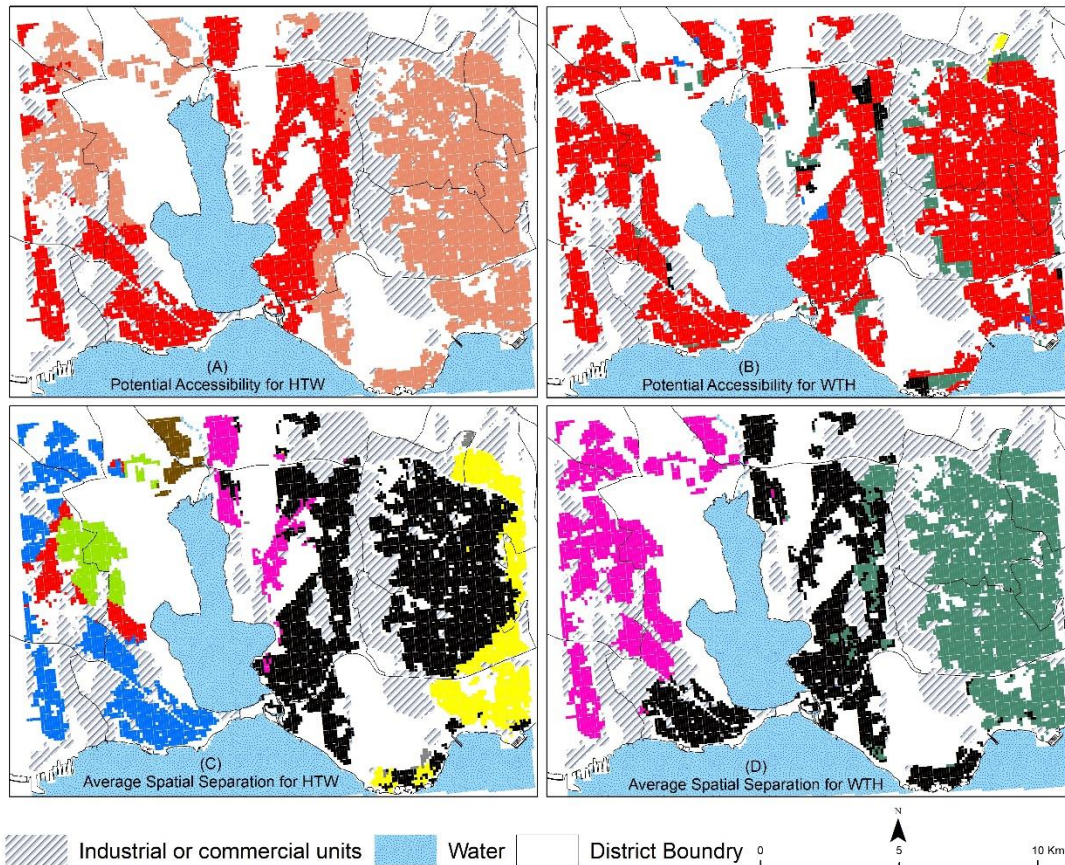 (A)
Potential Accessibility for HTW
(B)
Potential Accessibility for WTH
(C)
Average Spatial Separation for HTW
(D)
Average Spatial Separation for WTH
N
Industrial or commercial units
Water
District Boundry
0 5 10 Km